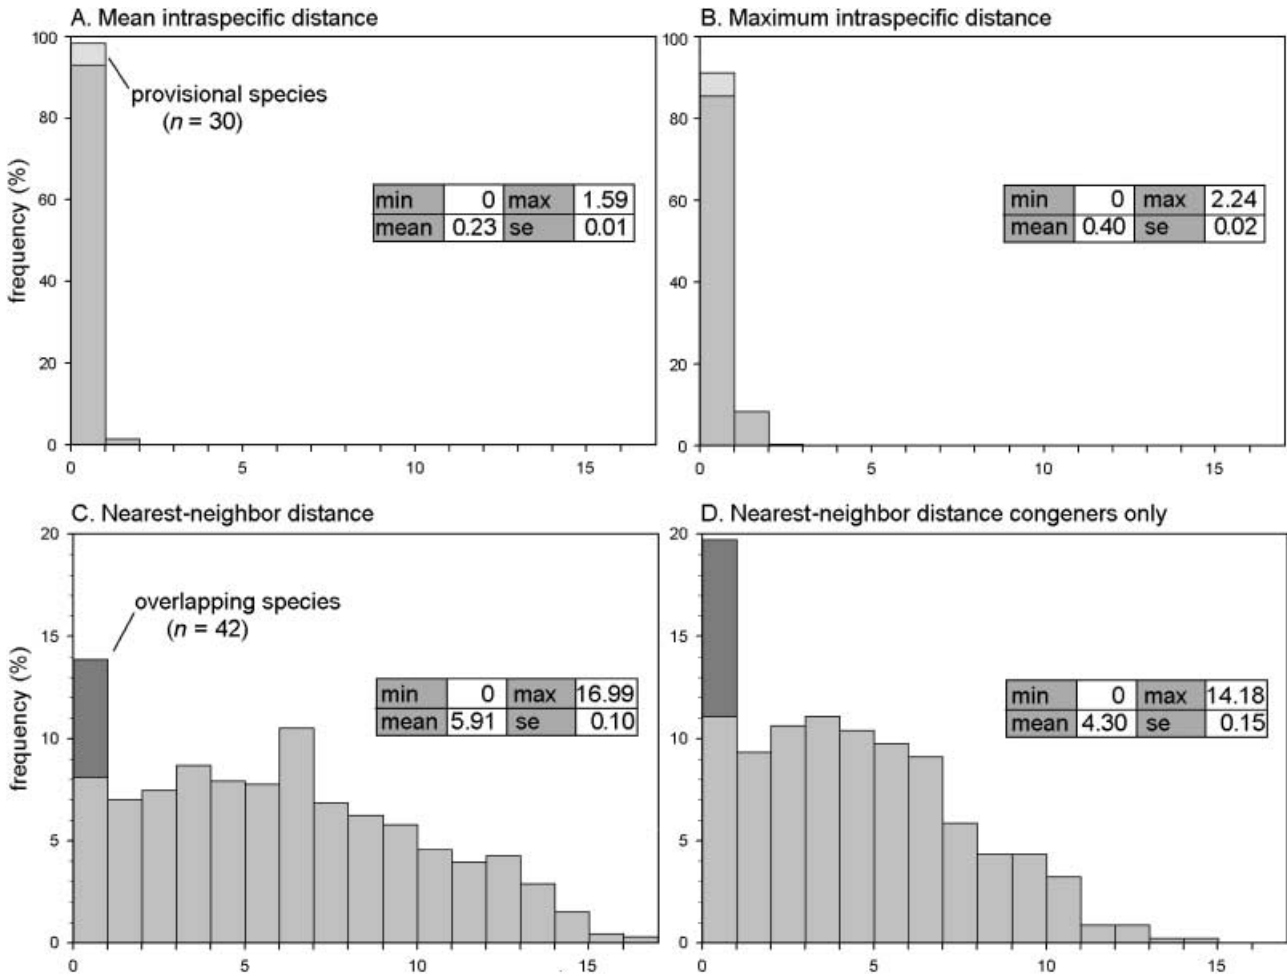 A. Mean intraspecific distance
B. Maximum intraspecific distance
100
80
60
40
20
0
frequency (%)
provisional species
(n = 30)
min 0 max 1.59
mean 0.23 se 0.01
0 5 10 15
100
80
60
40
20
0
min 0 max 2.24
mean 0.40 se 0.02
0 5 10 15
C. Nearest-neighbor distance
D. Nearest-neighbor distance congeners only
20
15
10
5
0
frequency (%)
overlapping species
(n = 42)
min 0 max 16.99
mean 5.91 se 0.10
0 5 10 15
20
15
10
5
0
min 0 max 14.18
mean 4.30 se 0.15
0 5 10 15